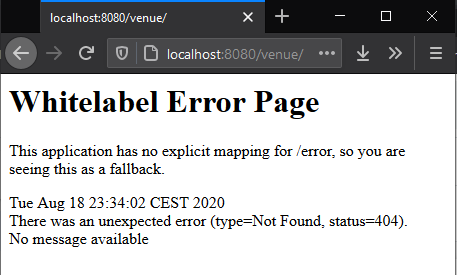 localhost:8080/venue/
localhost:8080/venue/
Whitelabel Error Page
This application has no explicit mapping for /error, so you are
seeing this as a fallback.
Tue Aug 18 23:34:02 CEST 2020
There was an unexpected error (type=Not Found, status=404).
No message available